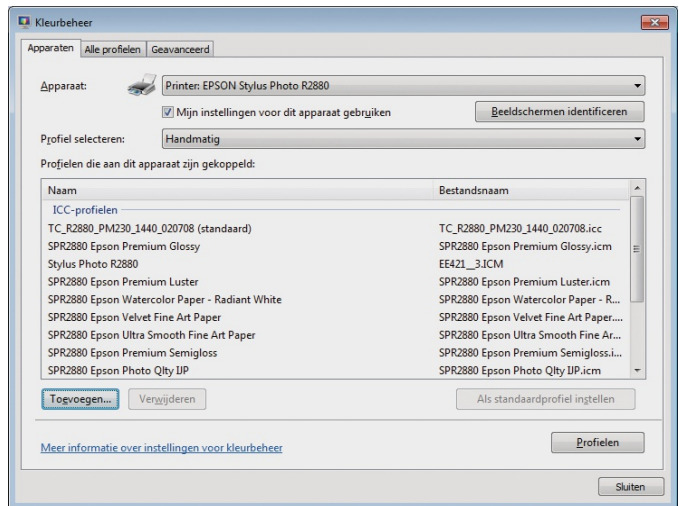 Kleurbeheer
Apparaten Alle profielen Geavanceerd
Apparaat: Printer: EPSON Stylus Photo R2880
Mijn instellingen voor dit apparaat gebruiken Beeldschermen identificeren
Profiel selecteren: Handmatig
Profielen die aan dit apparaat zijn gekoppeld:
Naam Bestandsnaam
ICC-profielen
TC_R2880_PM230_1440_020708 (standaard) TC_R2880_PM230_1440_020708.icc
SPR2880 Epson Premium Glossy SPR2880 Epson Premium Glossy.icm
Stylus Photo R2880 EE421__3.ICM
SPR2880 Epson Premium Luster SPR2880 Epson Premium Luster.icm
SPR2880 Epson Watercolor Paper - Radiant White SPR2880 Epson Watercolor Paper - R...
SPR2880 Epson Velvet Fine Art Paper SPR2880 Epson Velvet Fine Art Paper....
SPR2880 Epson Ultra Smooth Fine Art Paper SPR2880 Epson Ultra Smooth Fine Ar...
SPR2880 Epson Premium Semigloss SPR2880 Epson Premium Semigloss.i...
SPR2880 Epson Photo Qlty IJP SPR2880 Epson Photo Qlty IJP.icm
Toevoegen... Verwijderen Als standaardprofiel instellen
Meer informatie over instellingen voor kleurbeheer Profielen
Sluiten